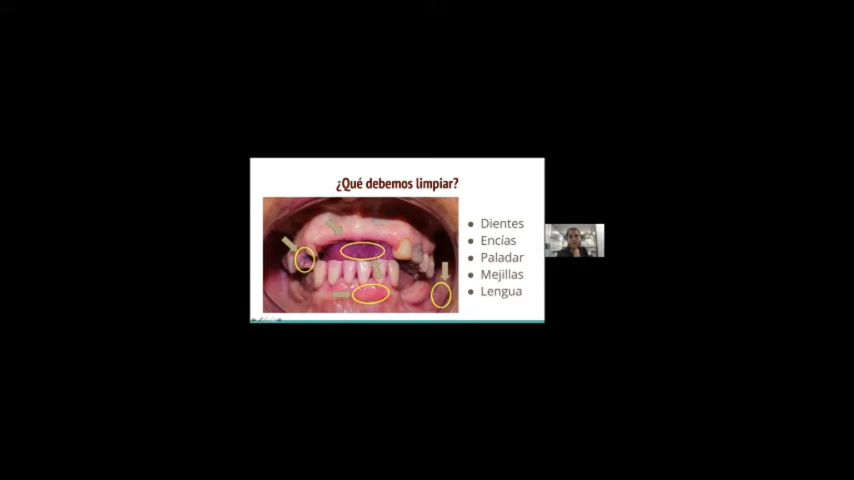 ¿Qué debemos limpiar?
Dientes
Encías
Paladar
Mejillas
Lengua